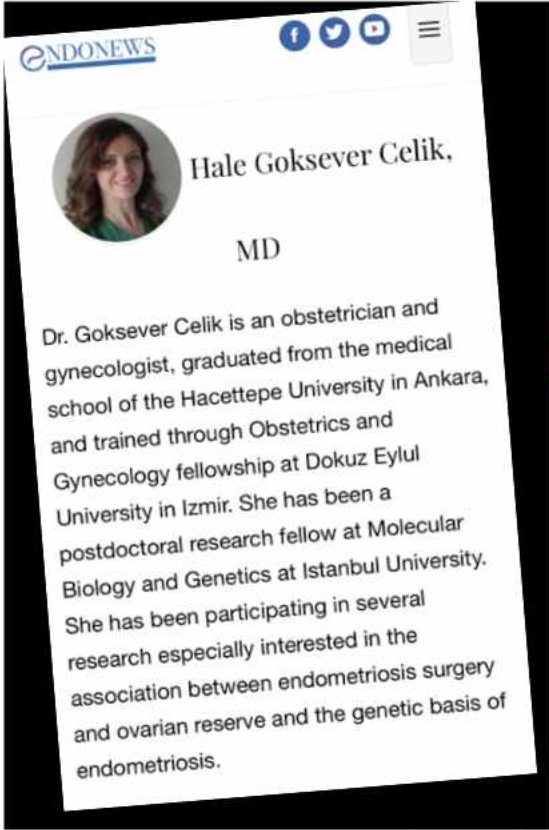 ENDONEWS
Hale Goksever Celik,
MD
Dr. Goksever Celik is an obstetrician and
gynecologist, graduated from the medical
school of the Hacettepe University in Ankara,
and trained through Obstetrics and
Gynecology fellowship at Dokuz Eylul
University in Izmir. She has been a
postdoctoral research fellow at Molecular
Biology and Genetics at Istanbul University.
She has been participating in several
research especially interested in the
association between endometriosis surgery
and ovarian reserve and the genetic basis of
endometriosis.